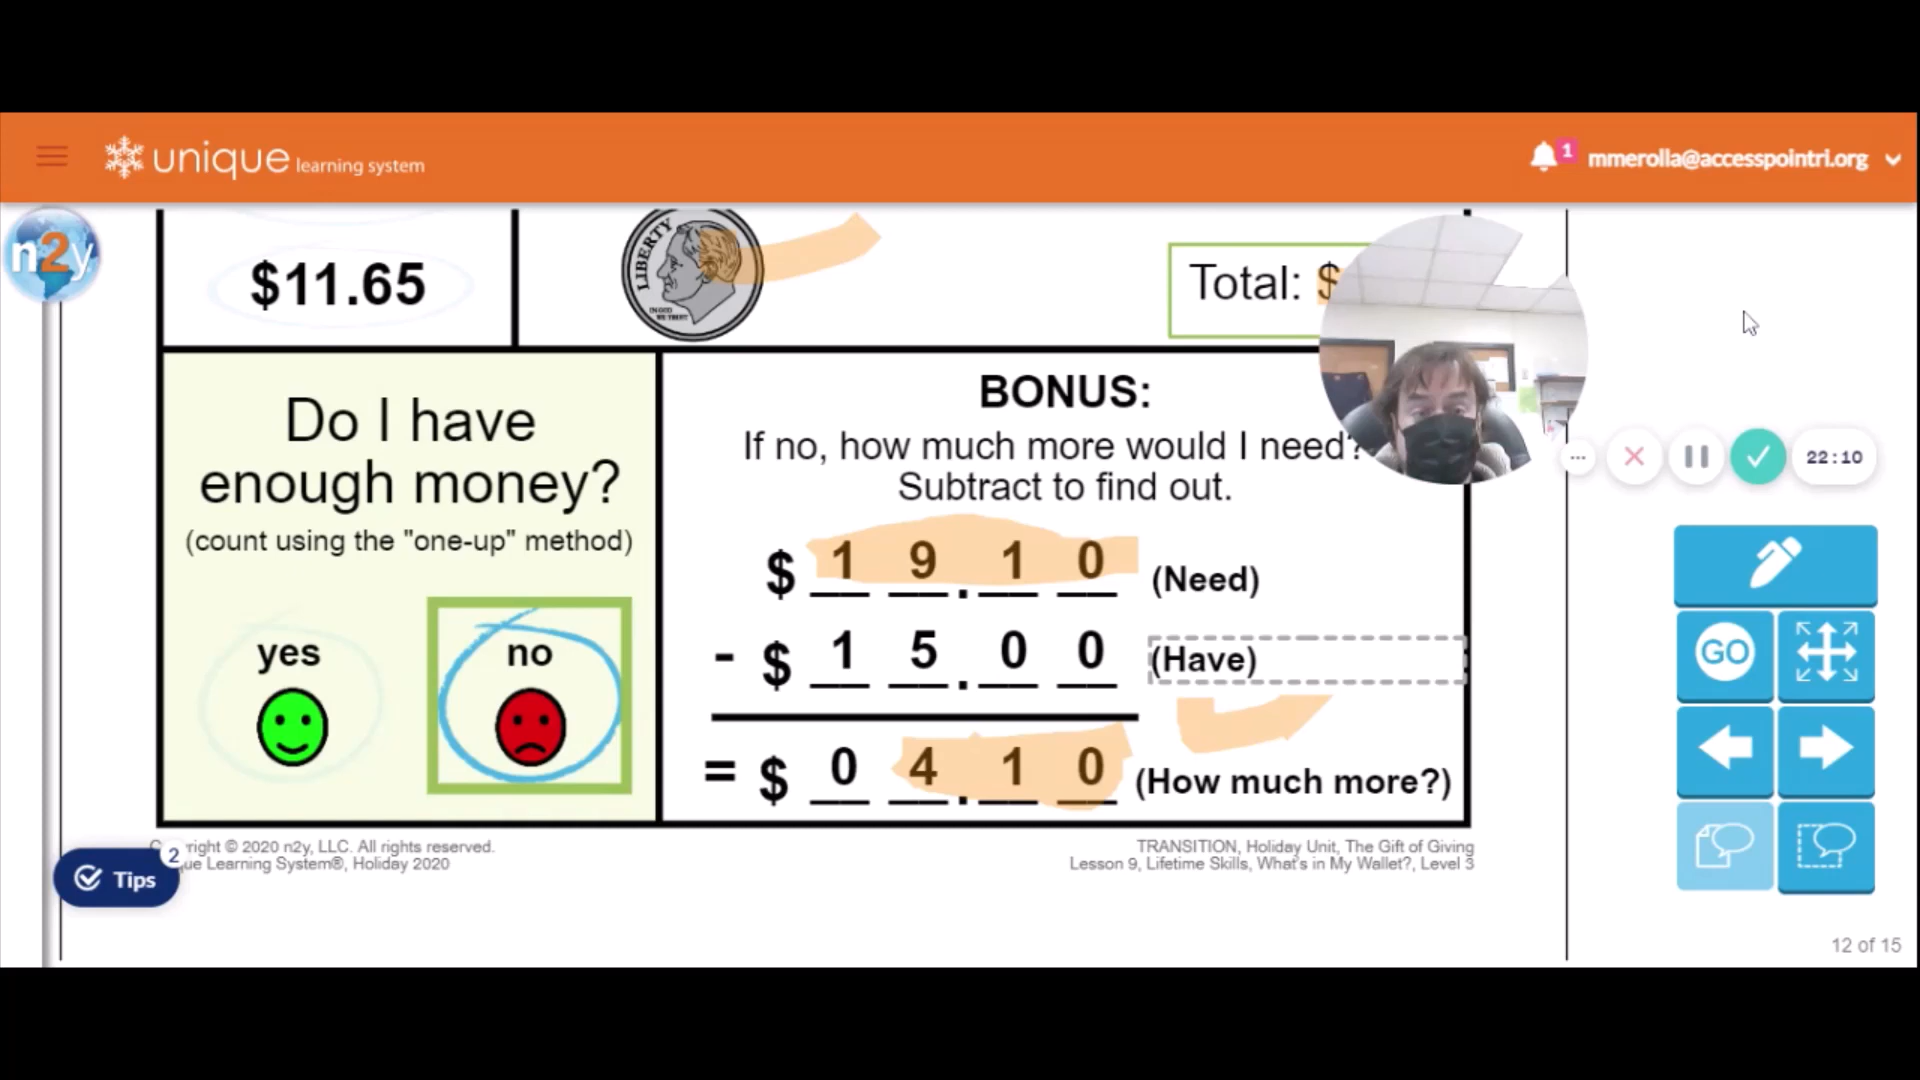 unique learning system
1
mmerolla@accesspointri.org
n2y
$11.65
LIBERTY
IN GOD
WE TRUST
Total: $
Do I have
enough money?
(count using the "one-up" method)
yes
no
BONUS:
If no, how much more would I need?
Subtract to find out.
$ 1 9 . 1 0 (Need)
- $ 1 5 . 0 0 (Have)
= $ 0 4 . 1 0 (How much more?)
22:10
GO
right © 2020 n2y, LLC. All rights reserved.
ue Learning System®, Holiday 2020
TRANSITION, Holiday Unit, The Gift of Giving
Lesson 9, Lifetime Skills, What's in My Wallet?, Level 3
Tips
2
12 of 15